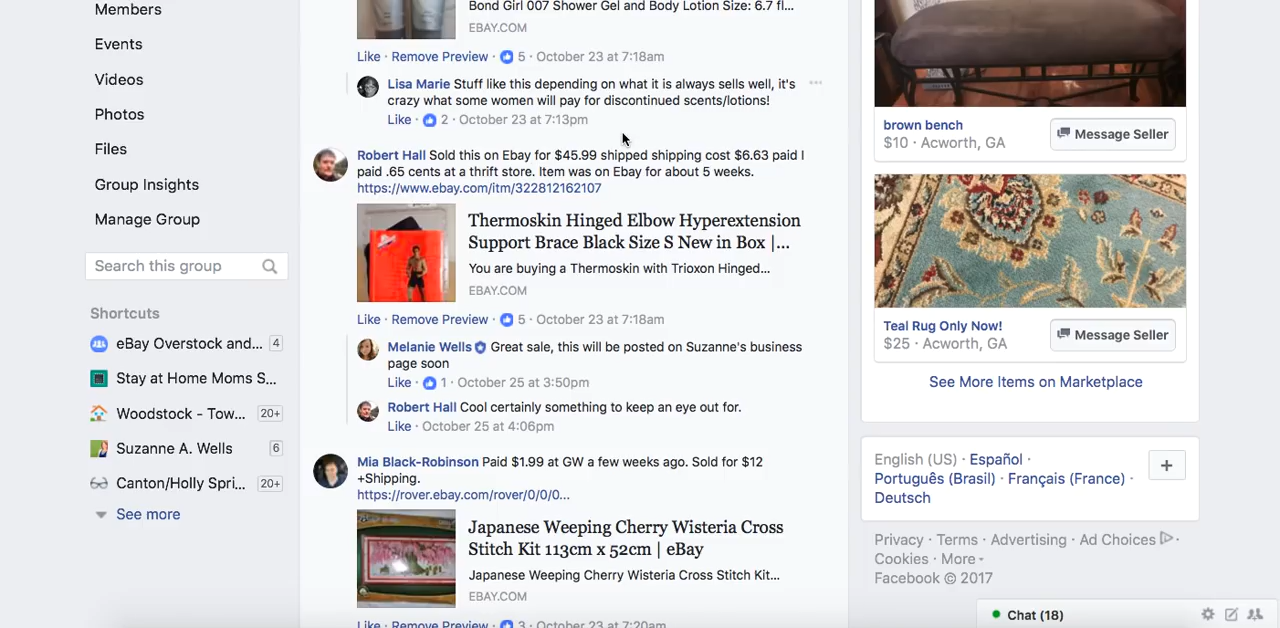 Members
Events
Videos
Photos
Files
Group Insights
Manage Group
Search this group
Shortcuts
eBay Overstock and... 4
Stay at Home Moms S...
Woodstock - Tow... 20+
Suzanne A. Wells 6
Canton/Holly Spri... 20+
See more
Bond Girl 007 Shower Gel and Body Lotion Size: 6.7 fl...
EBAY.COM
Like · Remove Preview · 5 · October 23 at 7:18am
Lisa Marie Stuff like this depending on what it is always sells well, it's
crazy what some women will pay for discontinued scents/lotions!
Like · 2 · October 23 at 7:13pm
Robert Hall Sold this on Ebay for $45.99 shipped shipping cost $6.63 paid I
paid .65 cents at a thrift store. Item was on Ebay for about 5 weeks.
https://www.ebay.com/itm/322812162107
Thermoskin Hinged Elbow Hyperextension
Support Brace Black Size S New in Box |...
You are buying a Thermoskin with Trioxon Hinged...
EBAY.COM
Like · Remove Preview · 5 · October 23 at 7:18am
Melanie Wells Great sale, this will be posted on Suzanne's business
page soon
Like · 1 · October 25 at 3:50pm
Robert Hall Cool certainly something to keep an eye out for.
Like · October 25 at 4:06pm
Mia Black-Robinson Paid $1.99 at GW a few weeks ago. Sold for $12
+Shipping.
https://rover.ebay.com/rover/0/0/0...
Japanese Weeping Cherry Wisteria Cross
Stitch Kit 113cm x 52cm | eBay
Japanese Weeping Cherry Wisteria Cross Stitch Kit...
EBAY.COM
Like · Remove Preview · 3 · October 23 at 7:20am
brown bench
$10 · Acworth, GA
Message Seller
Teal Rug Only Now!
$25 · Acworth, GA
Message Seller
See More Items on Marketplace
English (US) · Español ·
Português (Brasil) · Français (France) ·
Deutsch
Privacy · Terms · Advertising · Ad Choices ·
Cookies · More
Facebook © 2017
Chat (18)